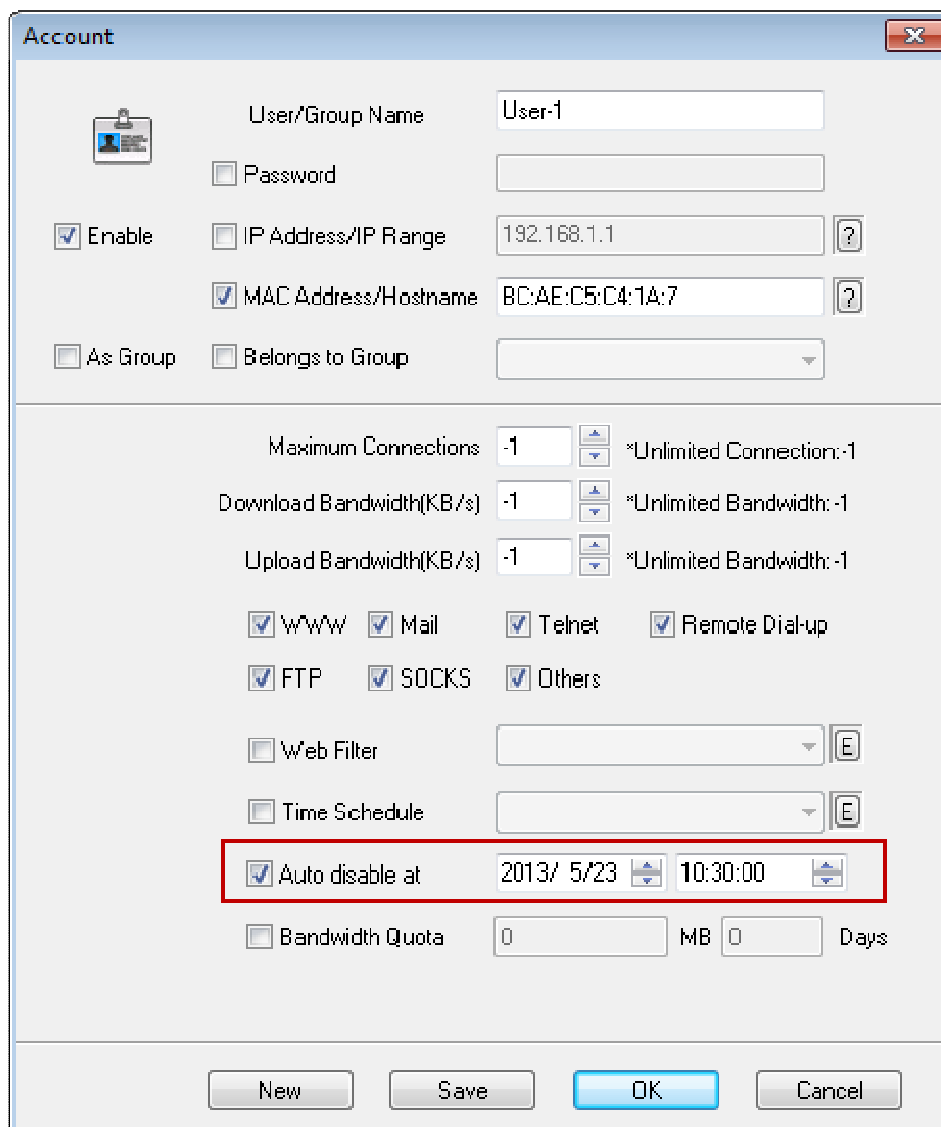 Account
User/Group Name User-1
Password
Enable IP Address/IP Range 192.168.1.1 ?
MAC Address/Hostname BC:AE:C5:C4:1A:7 ?
As Group Belongs to Group
Maximum Connections -1 *Unlimited Connection:-1
Download Bandwidth(KB/s) -1 *Unlimited Bandwidth:-1
Upload Bandwidth(KB/s) -1 *Unlimited Bandwidth:-1
WWW Mail Telnet Remote Dial-up
FTP SOCKS Others
Web Filter E
Time Schedule E
Auto disable at 2013/ 5/23 10:30:00
Bandwidth Quota 0 MB 0 Days
New Save OK Cancel